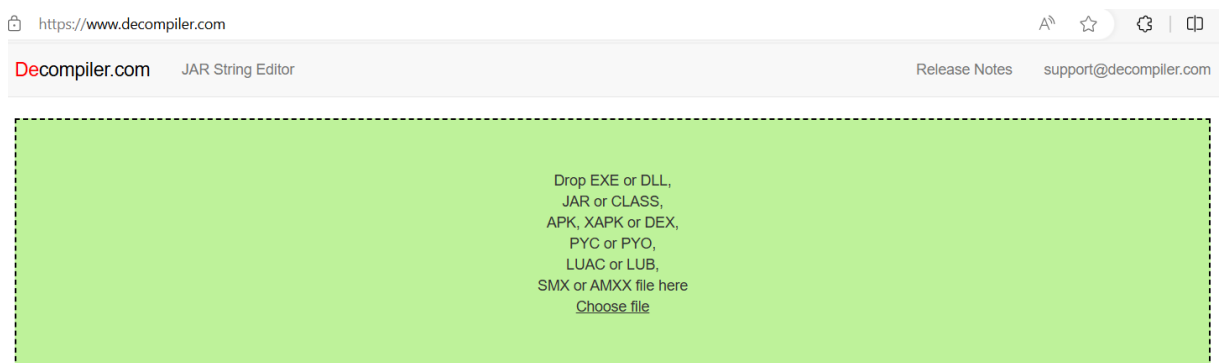 https://www.decompiler.com
Decompiler.com JAR String Editor Release Notes support@decompiler.com
Drop EXE or DLL,
JAR or CLASS,
APK, XAPK or DEX,
PYC or PYO,
LUAC or LUB,
SMX or AMXX file here
Choose file